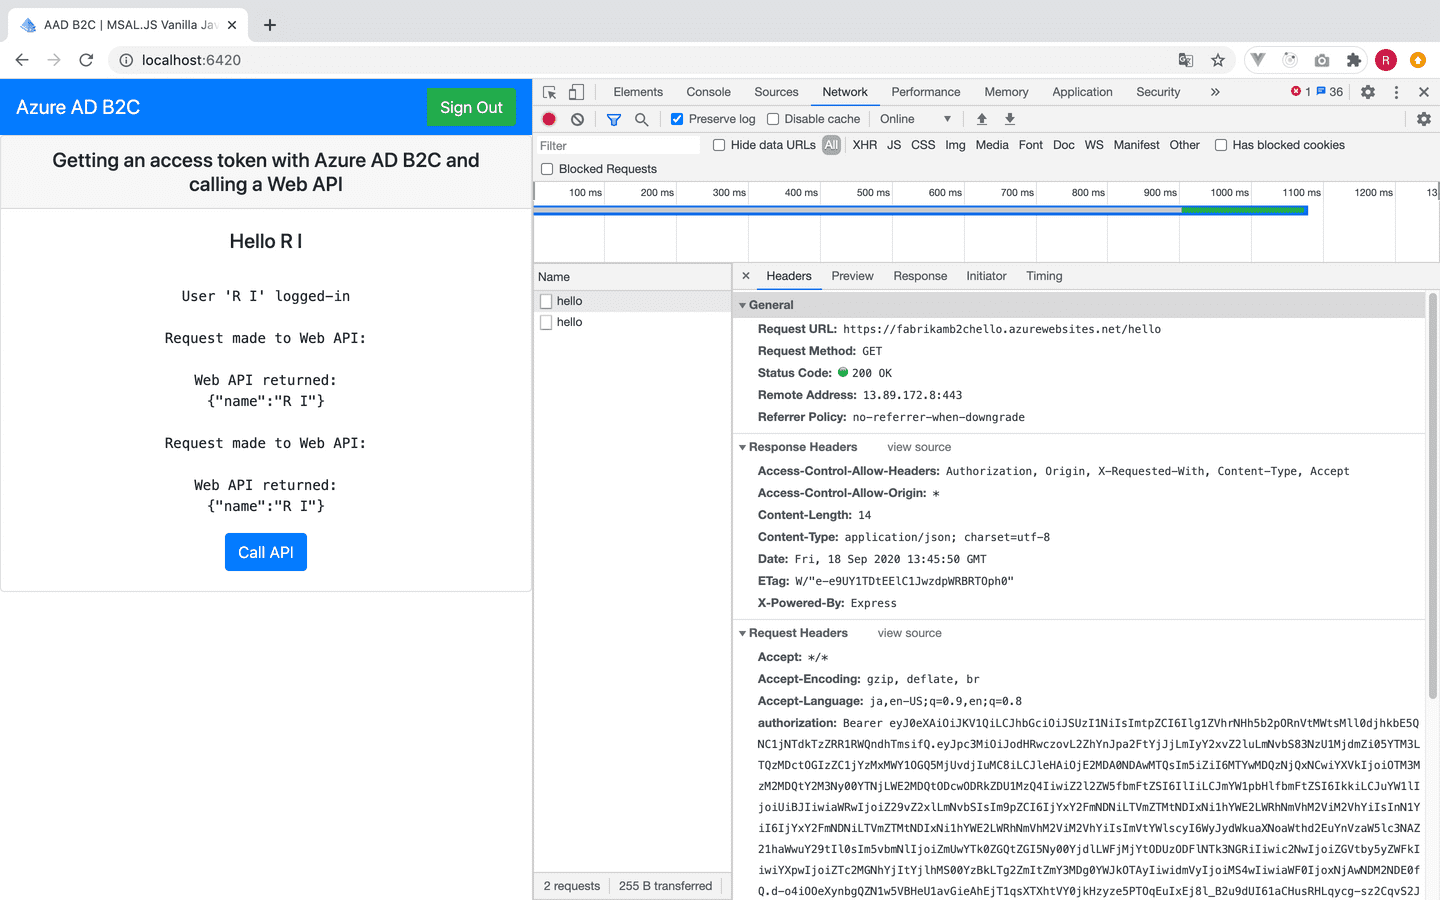 AAD B2C | MSAL.JS Vanilla Jav
localhost:6420
R
Azure AD B2C
Sign Out
Getting an access token with Azure AD B2C and
calling a Web API
Hello R I
User 'R I' logged-in
Request made to Web API:
Web API returned:
{"name":"R I"}
Request made to Web API:
Web API returned:
{"name":"R I"}
Call API
Elements Console Sources Network Performance Memory Application Security » 1 36
Preserve log Disable cache Online
Filter Hide data URLs All XHR JS CSS Img Media Font Doc WS Manifest Other Has blocked cookies
Blocked Requests
100 ms 200 ms 300 ms 400 ms 500 ms 600 ms 700 ms 800 ms 900 ms 1000 ms 1100 ms 1200 ms 13
Name
hello
hello
2 requests 255 B transferred
Headers Preview Response Initiator Timing
General
Request URL: https://fabrikamb2chello.azurewebsites.net/hello
Request Method: GET
Status Code: 200 OK
Remote Address: 13.89.172.8:443
Referrer Policy: no-referrer-when-downgrade
Response Headers view source
Access-Control-Allow-Headers: Authorization, Origin, X-Requested-With, Content-Type, Accept
Access-Control-Allow-Origin: *
Content-Length: 14
Content-Type: application/json; charset=utf-8
Date: Fri, 18 Sep 2020 13:45:50 GMT
ETag: W/"e-e9UY1TDtEElC1JwzdpWRBRTOph0"
X-Powered-By: Express
Request Headers view source
Accept: */*
Accept-Encoding: gzip, deflate, br
Accept-Language: ja,en-US;q=0.9,en;q=0.8
authorization: Bearer